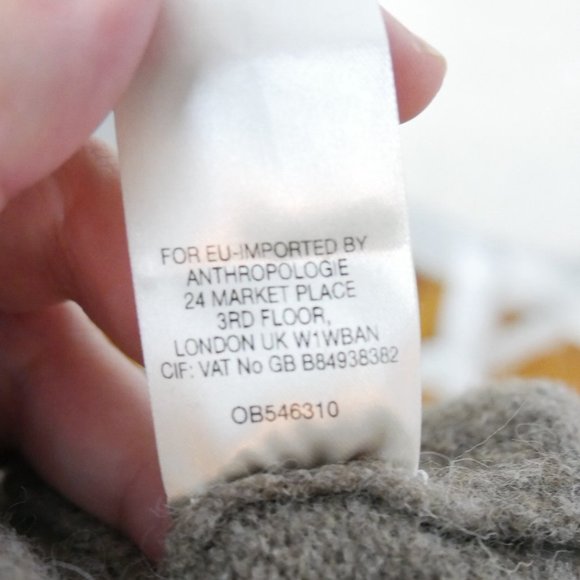 FOR EU-IMPORTED BY
ANTHROPOLOGIE
24 MARKET PLACE
3RD FLOOR,
LONDON UK W1WBAN
CIF: VAT No GB B84938382
OB546310